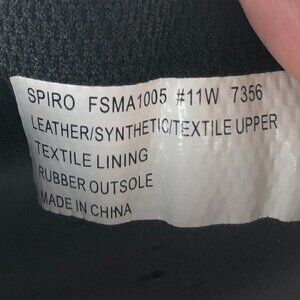 SPIRO FSMA1005 #11W 7356
LEATHER/SYNTHETIC/TEXTILE UPPER
TEXTILE LINING
RUBBER OUTSOLE
MADE IN CHINA